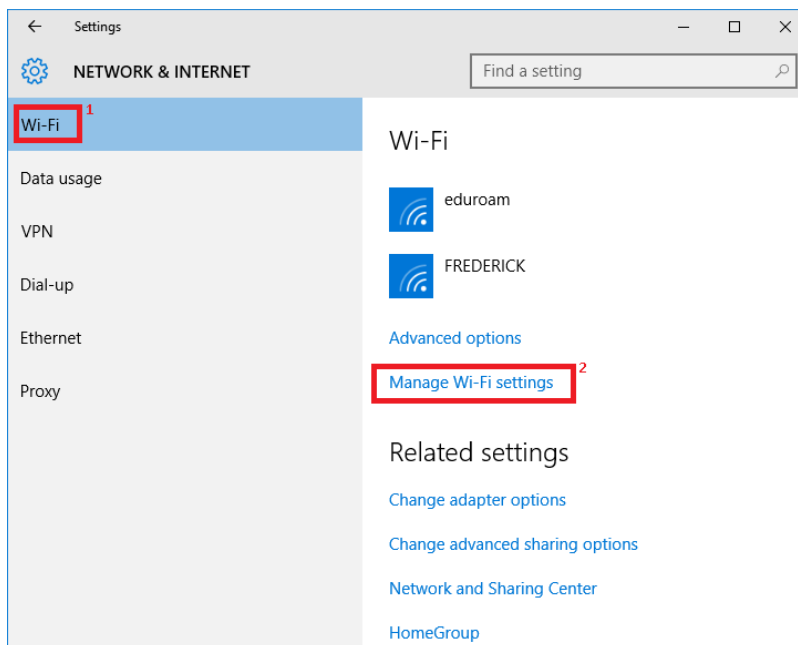 Settings
NETWORK & INTERNET
Find a setting
Wi-Fi 1
Data usage
VPN
Dial-up
Ethernet
Proxy
Wi-Fi
eduroam
FREDERICK
Advanced options
Manage Wi-Fi settings 2
Related settings
Change adapter options
Change advanced sharing options
Network and Sharing Center
HomeGroup